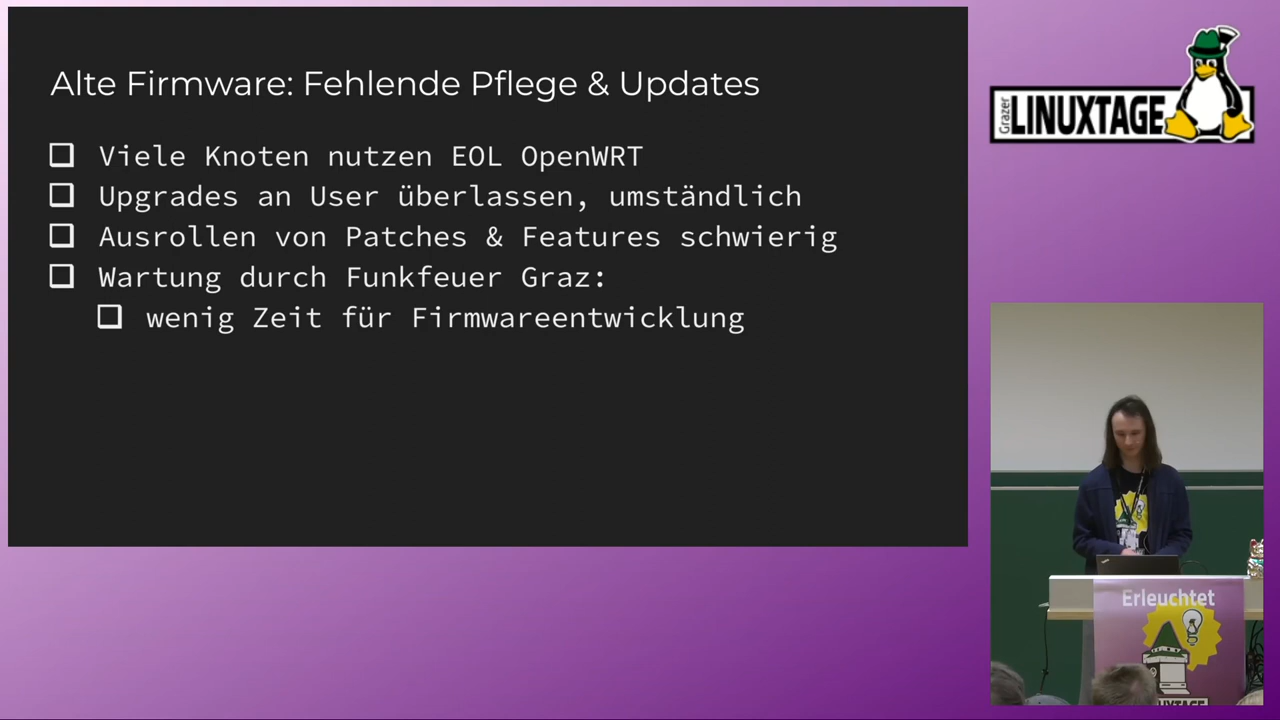 Alte Firmware: Fehlende Pflege & Updates
Viele Knoten nutzen EOL OpenWRT
Upgrades an User überlassen, umständlich
Ausrollen von Patches & Features schwierig
Wartung durch Funkfeuer Graz:
wenig Zeit für Firmwareentwicklung
Grazer
LINUXTAGE
Erleuchtet
UXTAGE